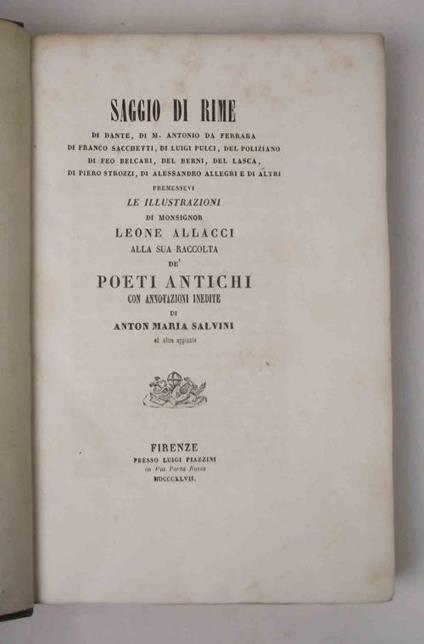 SAGGIO DI RIME
DI DANTE, DI M. ANTONIO DA FERRARA
DI FRANCO SACCHETTI, DI LUIGI PULCI, DEL POLIZIANO
DI FEO BELCARI, DEL BERNI, DEL LASCA,
DI PIERO STROZZI, DI ALESSANDRO ALLEGRI E DI ALTRI
PREMESSEVI
LE ILLUSTRAZIONI
DI MONSIGNOR
LEONE ALLACCI
ALLA SUA RACCOLTA
DE'
POETI ANTICHI
CON ANNOTAZIONI INEDITE
DI
ANTON MARIA SALVINI
ed altre aggiunte
FIRENZE
PRESSO LUIGI PIAZZINI
in Via Porta Rossa
MDCCCXLVII.